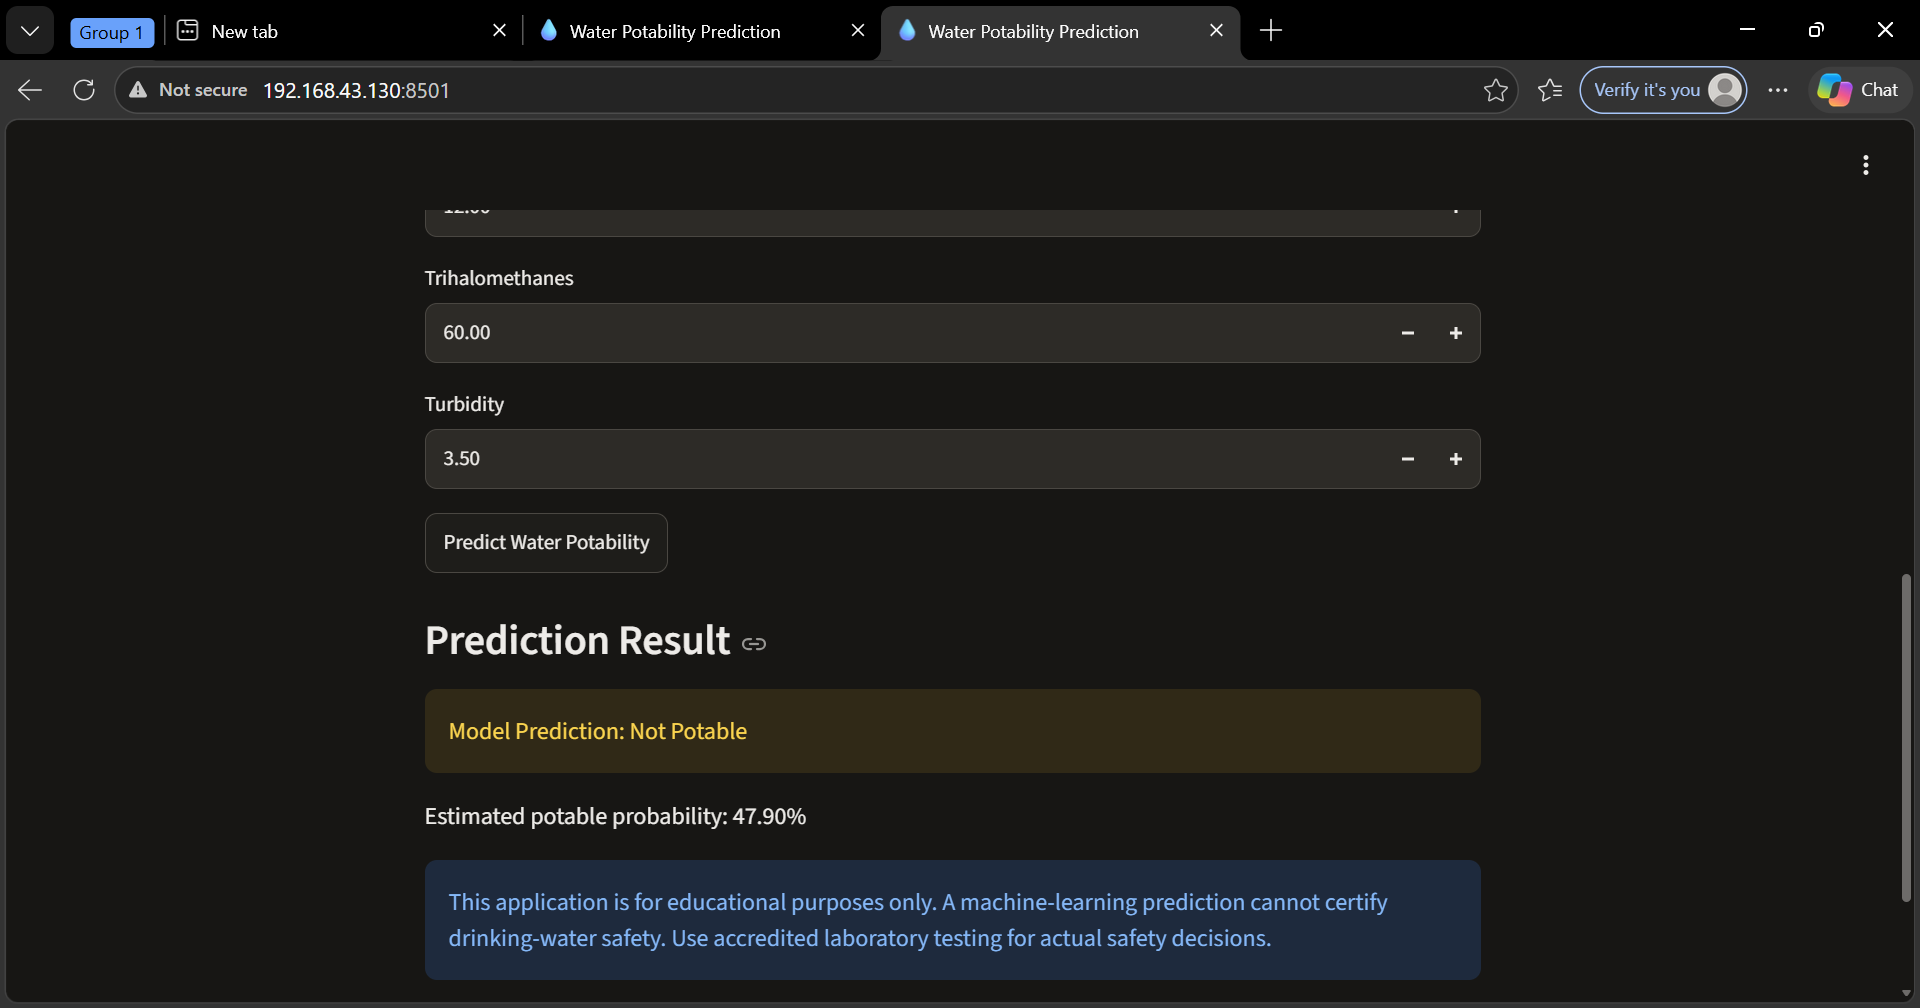 Group 1
New tab
Water Potability Prediction
Water Potability Prediction
Not secure 192.168.43.130:8501
Verify it's you
Chat
Trihalomethanes
60.00
Turbidity
3.50
Predict Water Potability
Prediction Result
Model Prediction: Not Potable
Estimated potable probability: 47.90%
This application is for educational purposes only. A machine-learning prediction cannot certify
drinking-water safety. Use accredited laboratory testing for actual safety decisions.